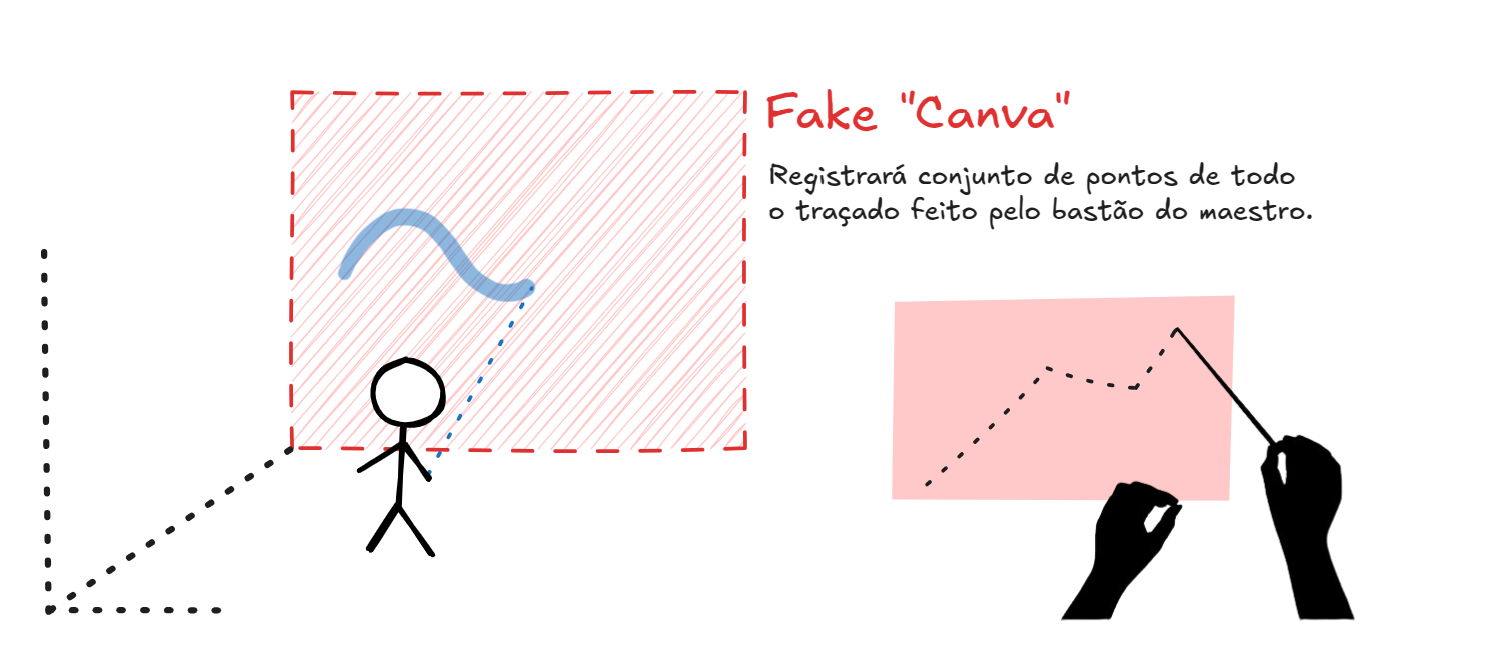 Fake "Canva"
Registrará conjunto de pontos de todo
o traçado feito pelo bastão do maestro.